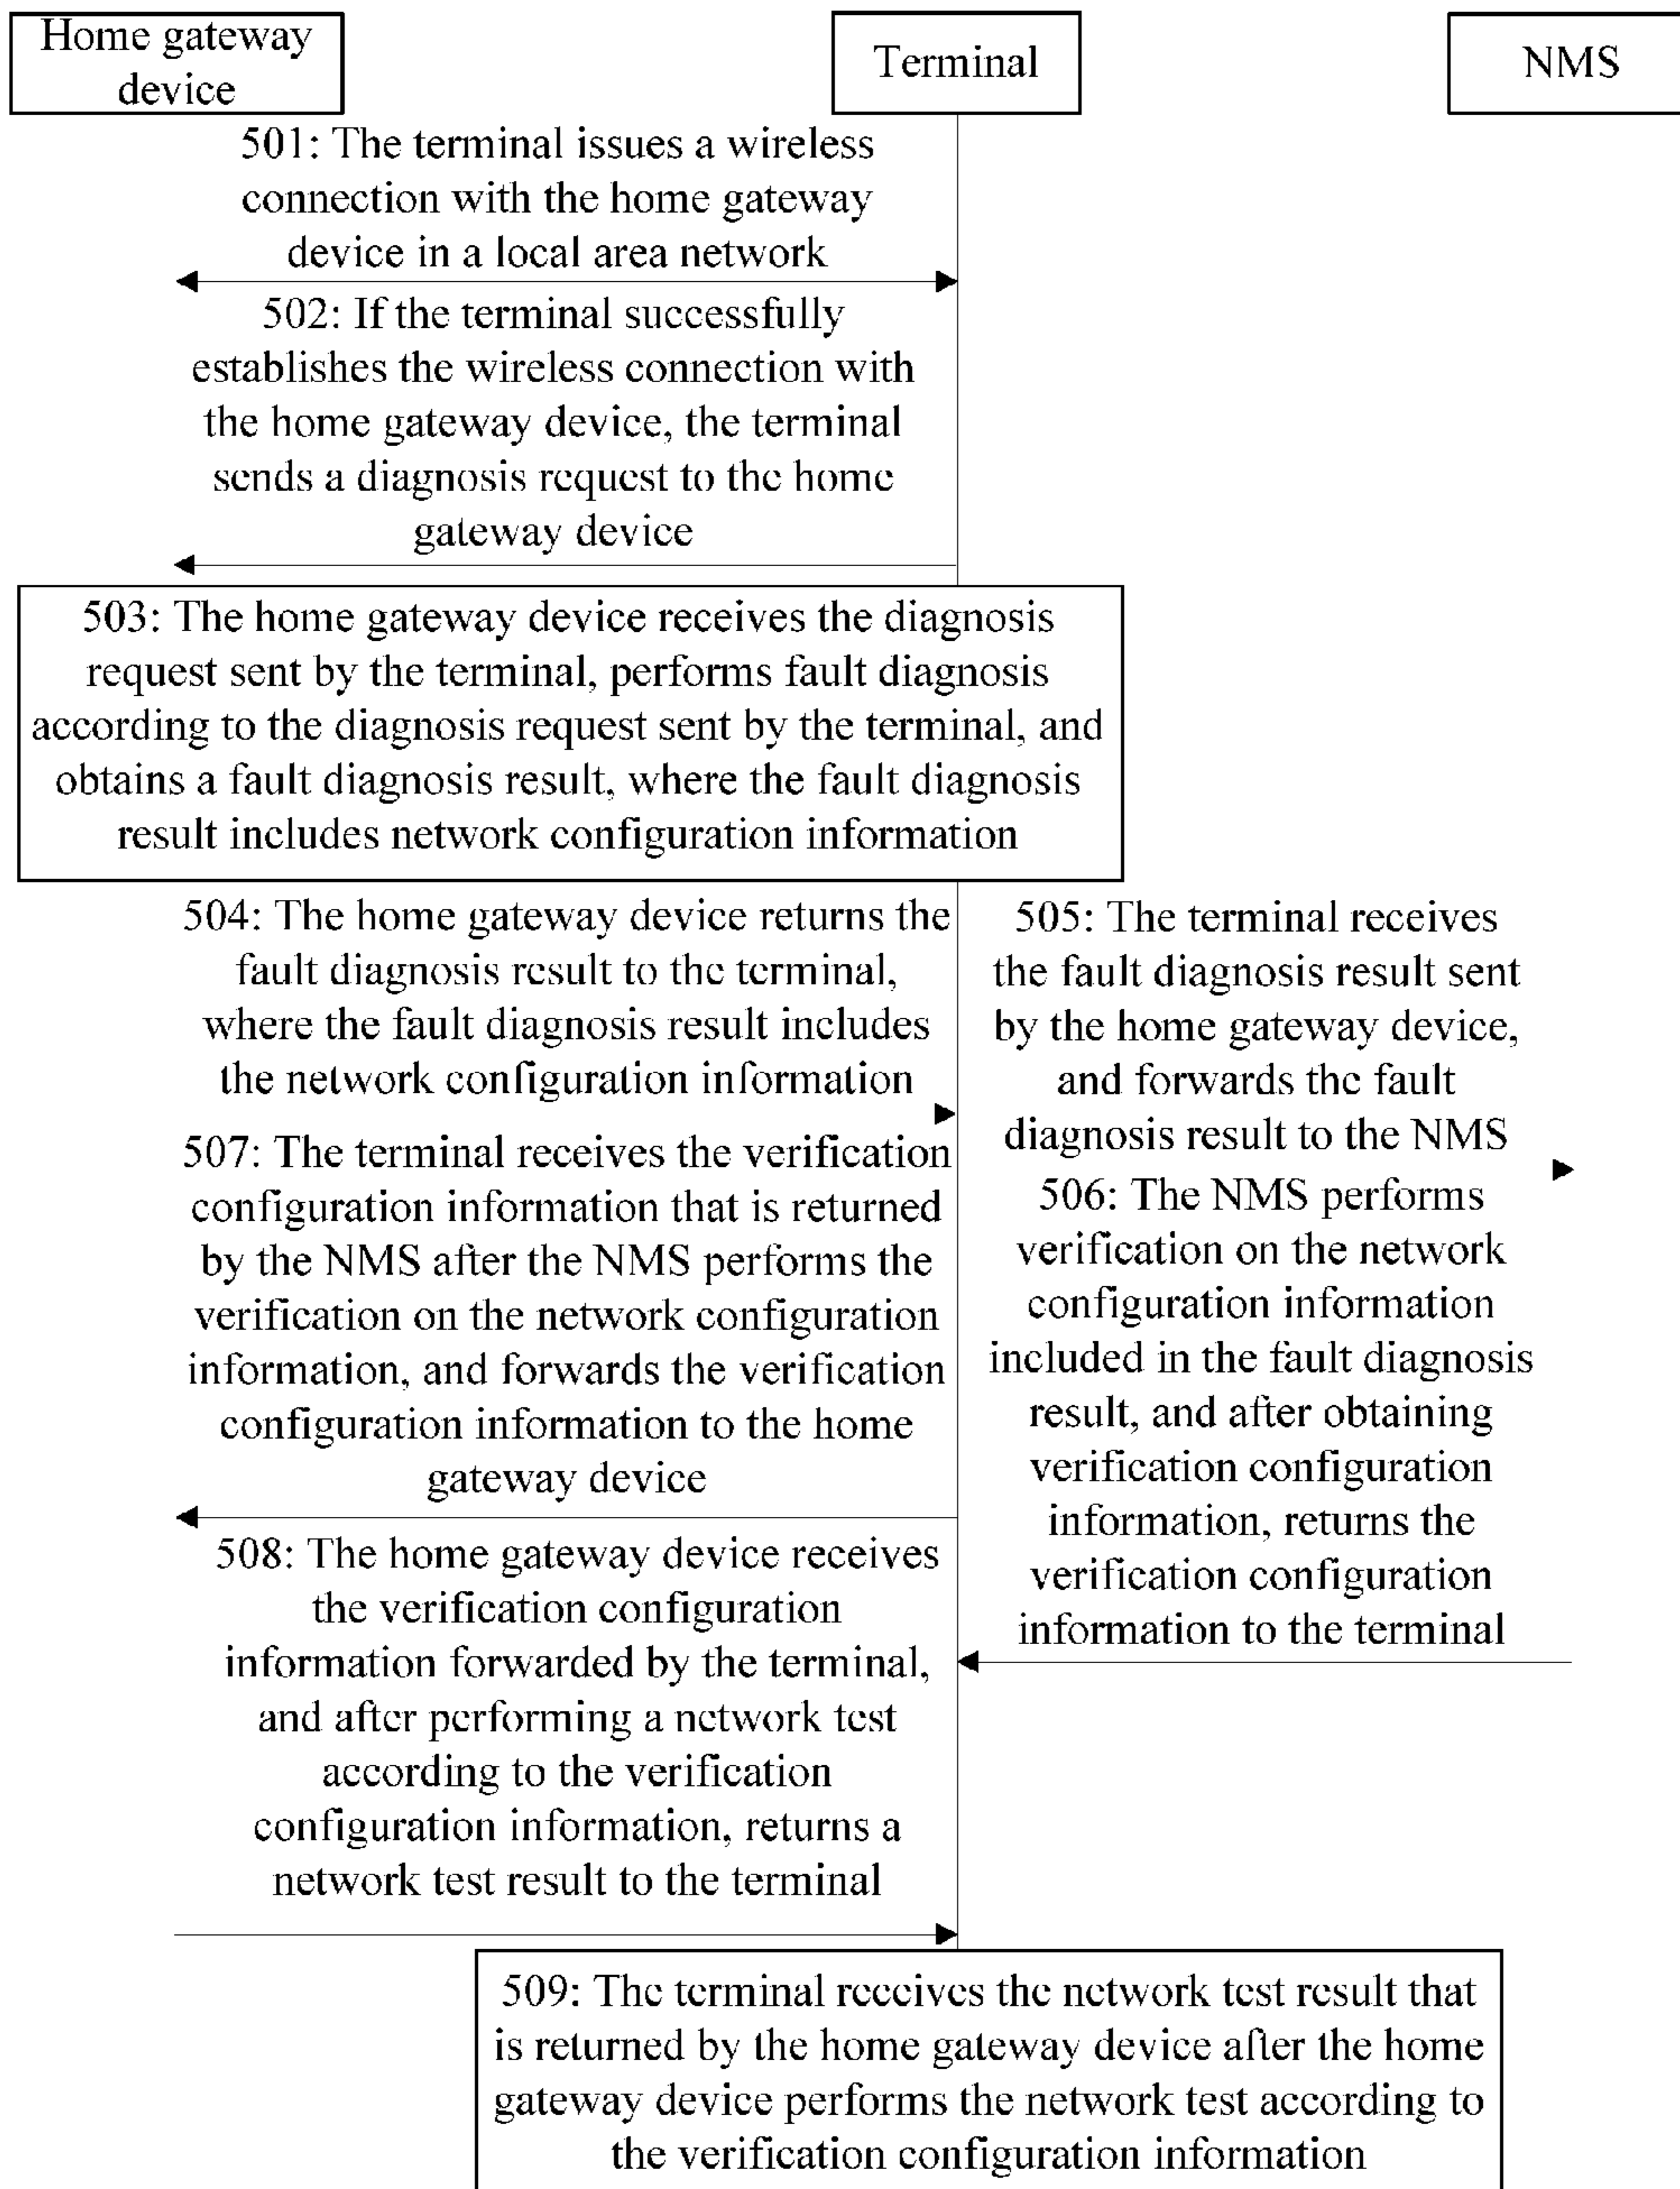 Home gateway
device
Terminal
NMS
501: The terminal issues a wireless
connection with the home gateway
device in a local area network
502: If the terminal successfully
establishes the wireless connection with
the home gateway device, the terminal
sends a diagnosis request to the home
gateway device
503: The home gateway device receives the diagnosis
request sent by the terminal, performs fault diagnosis
according to the diagnosis request sent by the terminal, and
obtains a fault diagnosis result, where the fault diagnosis
result includes network configuration information
504: The home gateway device returns the
fault diagnosis result to the terminal,
where the fault diagnosis result includes
the network configuration information
505: The terminal receives
the fault diagnosis result sent
by the home gateway device,
and forwards the fault
diagnosis result to the NMS
506: The NMS performs
verification on the network
configuration information
included in the fault diagnosis
result, and after obtaining
verification configuration
information, returns the
verification configuration
information to the terminal
507: The terminal receives the verification
configuration information that is returned
by the NMS after the NMS performs the
verification on the network configuration
information, and forwards the verification
configuration information to the home
gateway device
508: The home gateway device receives
the verification configuration
information forwarded by the terminal,
and after performing a network test
according to the verification
configuration information, returns a
network test result to the terminal
509: The terminal receives the network test result that
is returned by the home gateway device after the home
gateway device performs the network test according to
the verification configuration information